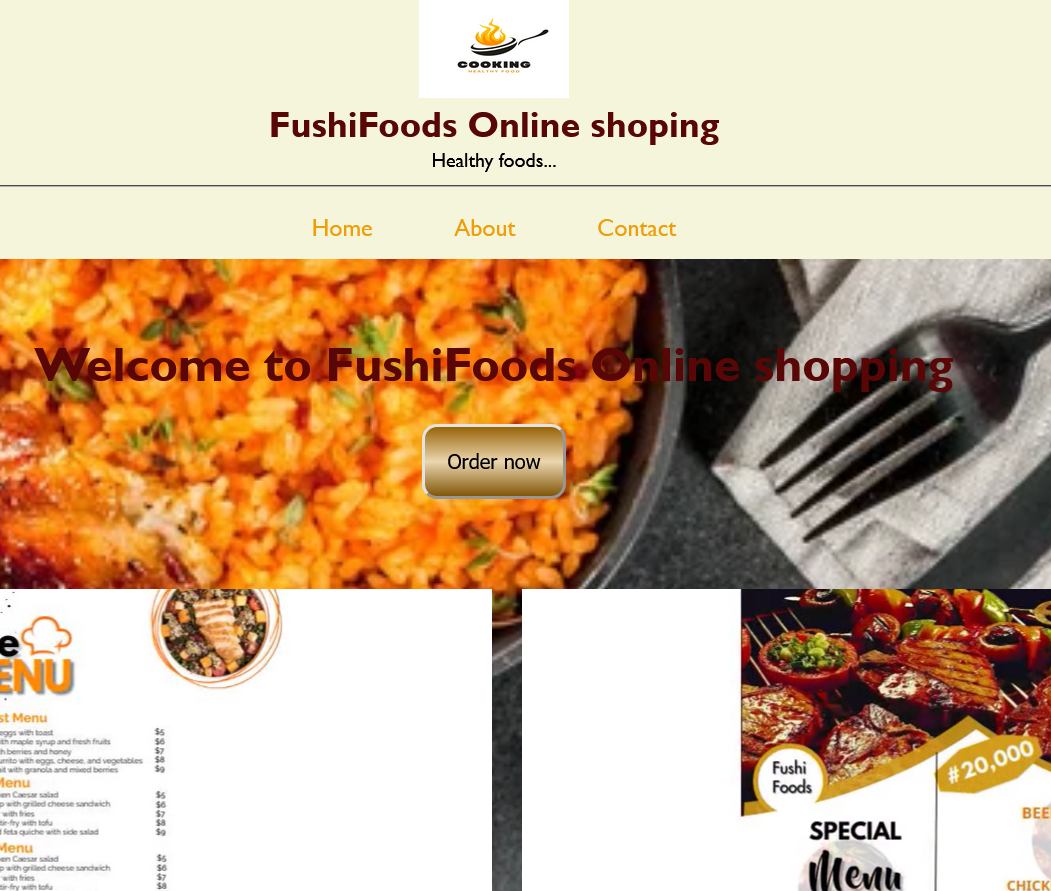 COOKING
HEALTHY FOOD
FushiFoods Online shoping
Healthy foods...
Home About Contact
Welcome to FushiFoods Online shopping
Order now
e
ENU
st Menu
eggs with toast $5
ith maple syrup and fresh fruits $6
h berries and honey $7
urrito with eggs, cheese, and vegetables $8
it with granola and mixed berries $9
Menu
en Caesar salad $5
p with grilled cheese sandwich $6
with fries $7
tir-fry with tofu $8
d feta quiche with side salad $9
Menu
en Caesar salad $5
p with grilled cheese sandwich $6
with fries $7
tir-fry with tofu $8
Fushi
Foods
#20,000
SPECIAL
Menu
BEE
CHICK